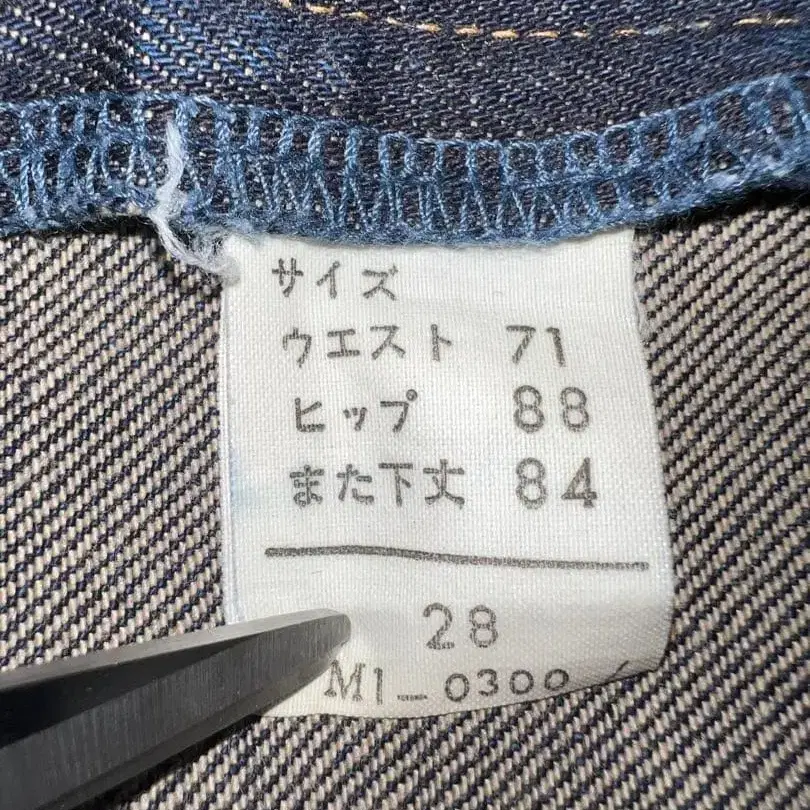 サイズ
ウエスト 71
ヒップ 88
また下丈 84
28
M1-0300